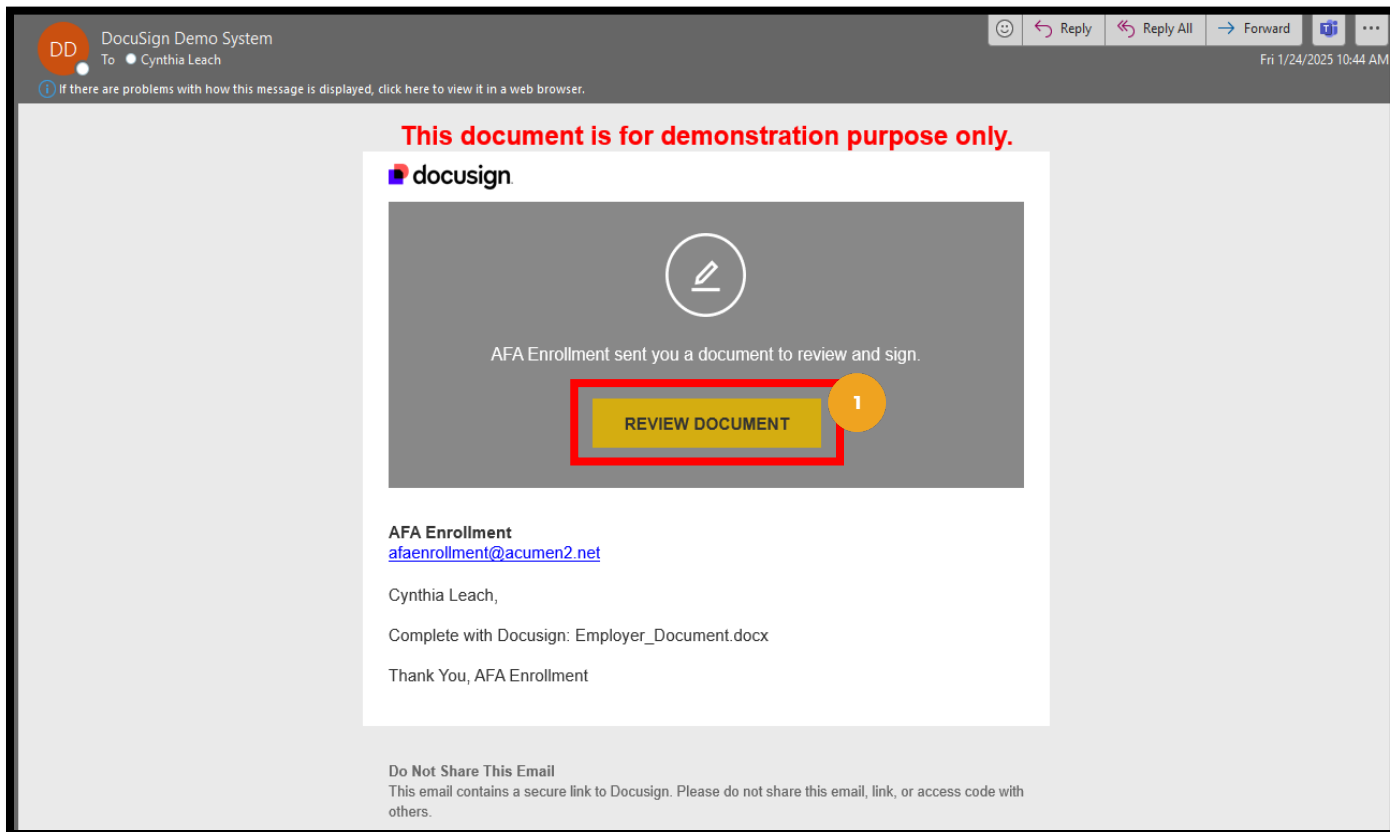 DD
DocuSign Demo System
To Cynthia Leach
Reply
Reply All
Forward
Fri 1/24/2025 10:44 AM
i If there are problems with how this message is displayed, click here to view it in a web browser.
This document is for demonstration purpose only.
docusign
AFA Enrollment sent you a document to review and sign.
1
REVIEW DOCUMENT
AFA Enrollment
afaenrollment@acumen2.net
Cynthia Leach,
Complete with Docusign: Employer_Document.docx
Thank You, AFA Enrollment
Do Not Share This Email
This email contains a secure link to Docusign. Please do not share this email, link, or access code with
others.